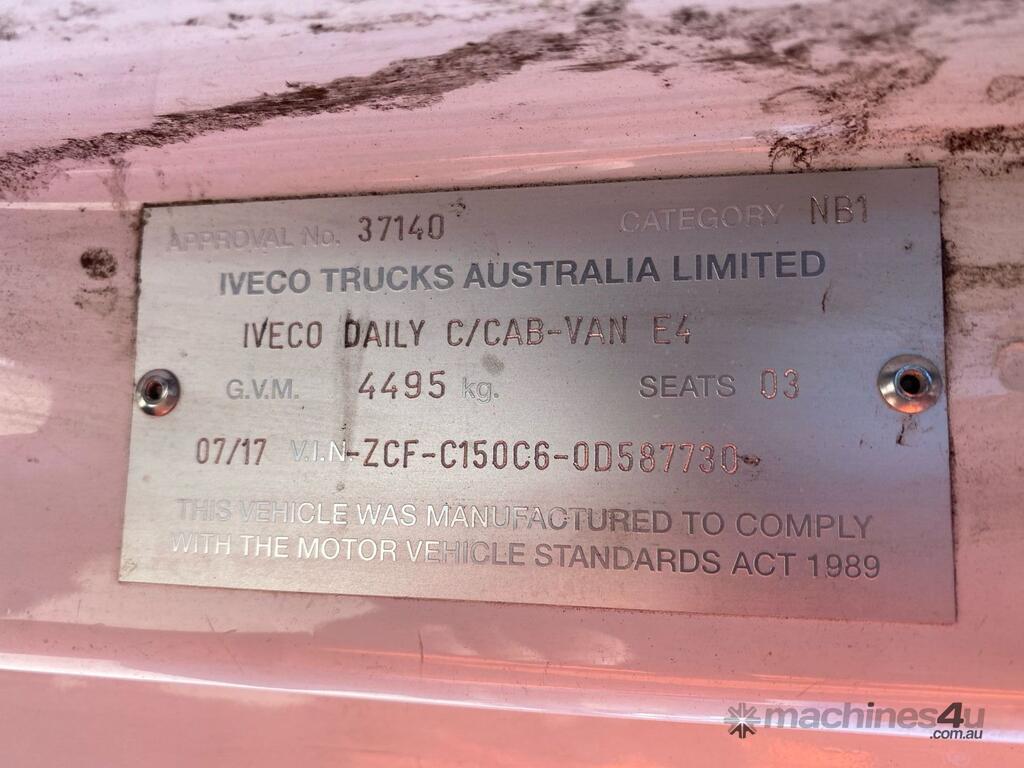 APPROVAL No. 37140 CATEGORY NB1
IVECO TRUCKS AUSTRALIA LIMITED
IVECO DAILY C/CAB-VAN E4
G.V.M. 4495 kg. SEATS 03
07/17 V.I.N-ZCF-C150C6-0D587730-
THIS VEHICLE WAS MANUFACTURED TO COMPLY
WITH THE MOTOR VEHICLE STANDARDS ACT 1989
machines4u
.com.au